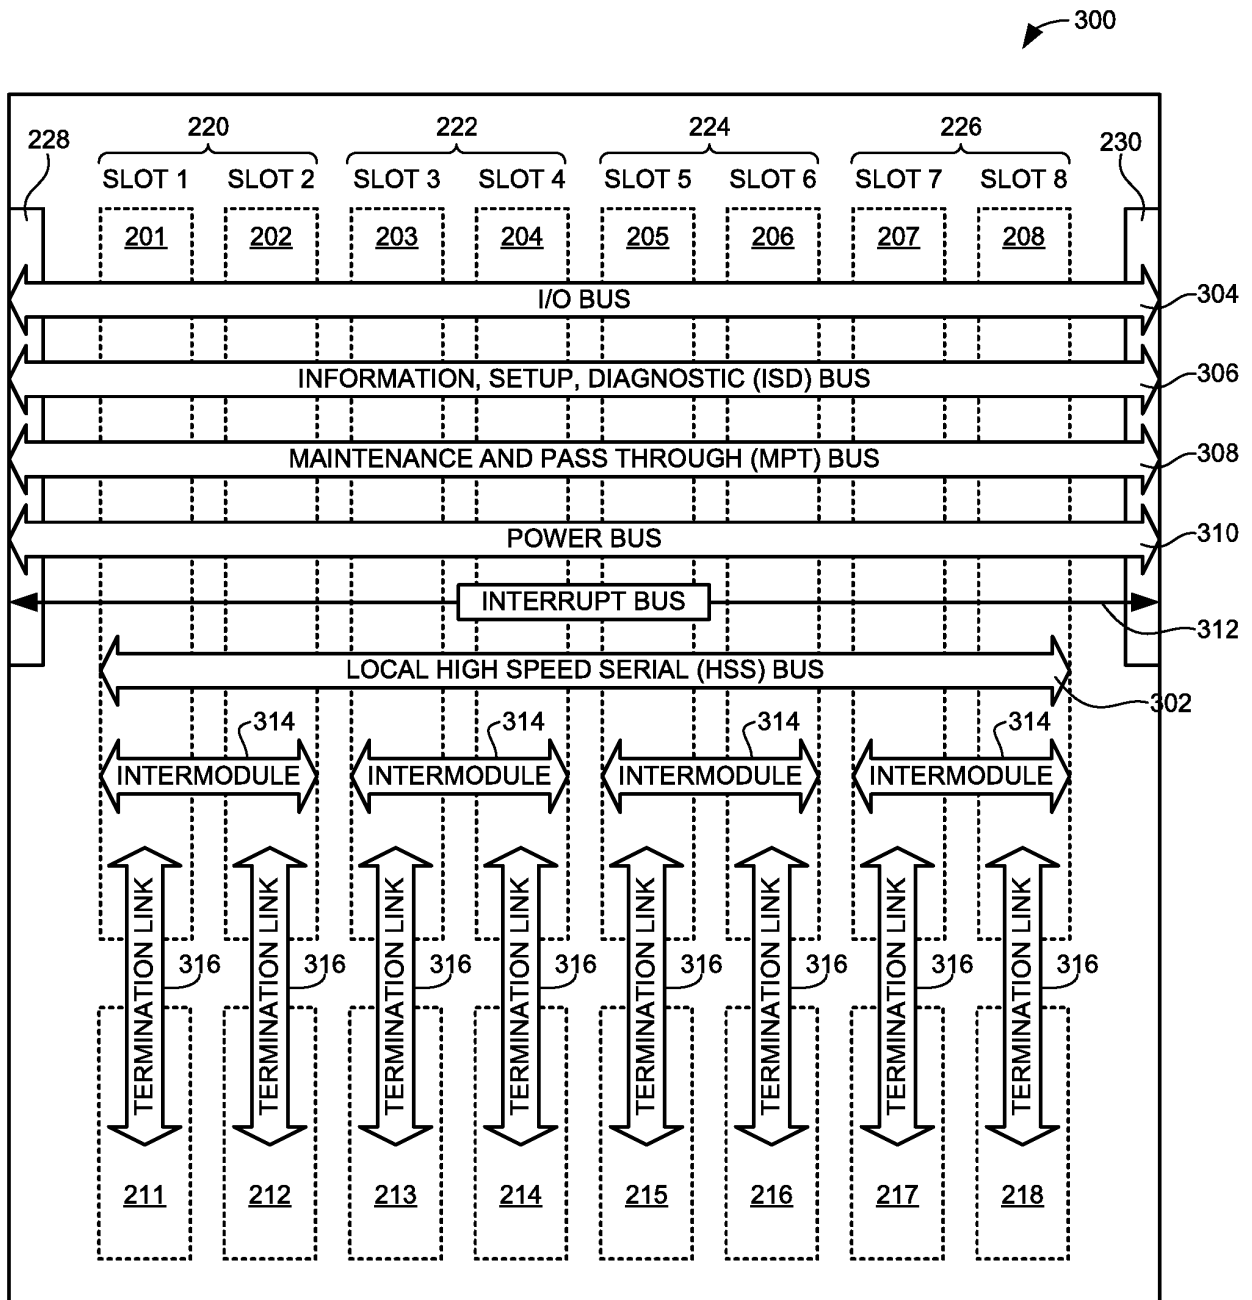 300
220 222 224 226
228 230
SLOT 1 SLOT 2 SLOT 3 SLOT 4 SLOT 5 SLOT 6 SLOT 7 SLOT 8
201 202 203 204 205 206 207 208
I/O BUS 304
INFORMATION, SETUP, DIAGNOSTIC (ISD) BUS 306
MAINTENANCE AND PASS THROUGH (MPT) BUS 308
POWER BUS 310
INTERRUPT BUS 312
LOCAL HIGH SPEED SERIAL (HSS) BUS 302
314 314 314 314
INTERMODULE INTERMODULE INTERMODULE INTERMODULE
TERMINATION LINK TERMINATION LINK TERMINATION LINK TERMINATION LINK TERMINATION LINK TERMINATION LINK TERMINATION LINK TERMINATION LINK
316 316 316 316 316 316 316 316
211 212 213 214 215 216 217 218